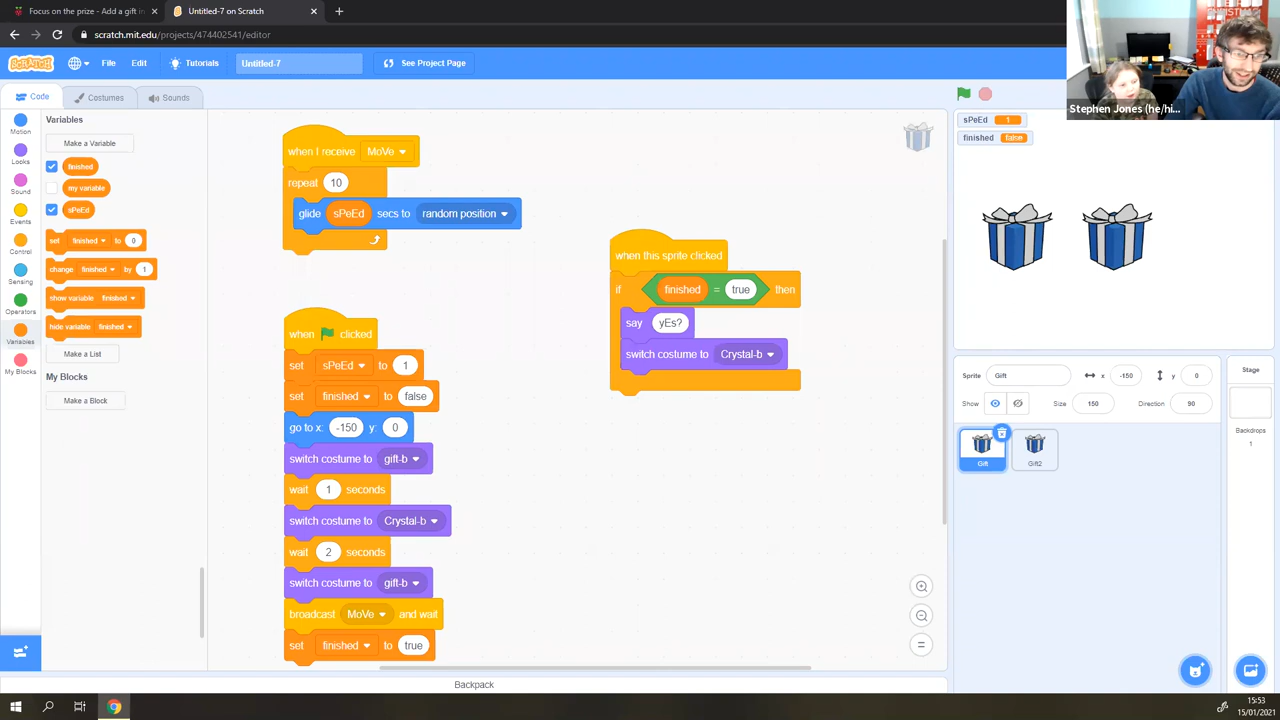 Focus on the prize - Add a gift in
Untitled-7 on Scratch
scratch.mit.edu/projects/474402541/editor
SCRATCH
File
Edit
Tutorials
Untitled-7
See Project Page
Stephen Jones (he/hi...
Code
Costumes
Sounds
Motion
Looks
Sound
Events
Control
Sensing
Operators
Variables
My Blocks
Variables
Make a Variable
finished
my variable
sPeEd
set finished to 0
change finished by 1
show variable finished
hide variable finished
Make a List
My Blocks
Make a Block
when I receive MoVe
repeat 10
glide sPeEd secs to random position
when clicked
set sPeEd to 1
set finished to false
go to x: -150 y: 0
switch costume to gift-b
wait 1 seconds
switch costume to Crystal-b
wait 2 seconds
switch costume to gift-b
broadcast MoVe and wait
set finished to true
when this sprite clicked
if finished = true then
say yEs?
switch costume to Crystal-b
sPeEd 1
finished false
Sprite Gift x -150 y 0
Show Size 150 Direction 90
Gift
Gift2
Stage
Backdrops
1
Backpack
15:53
15/01/2021